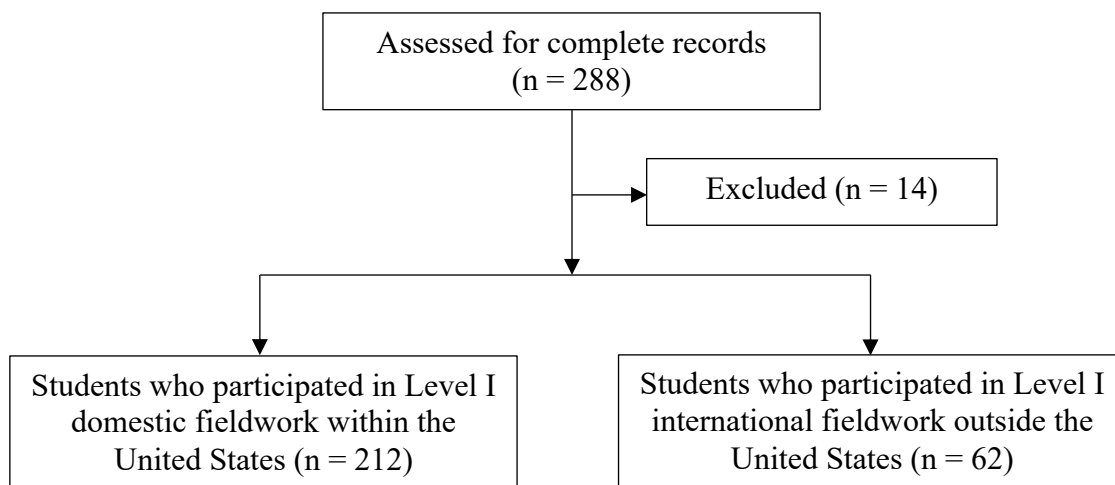 Assessed for complete records
(n = 288)
Excluded (n = 14)
Students who participated in Level I
domestic fieldwork within the
United States (n = 212)
Students who participated in Level I
international fieldwork outside the
United States (n = 62)